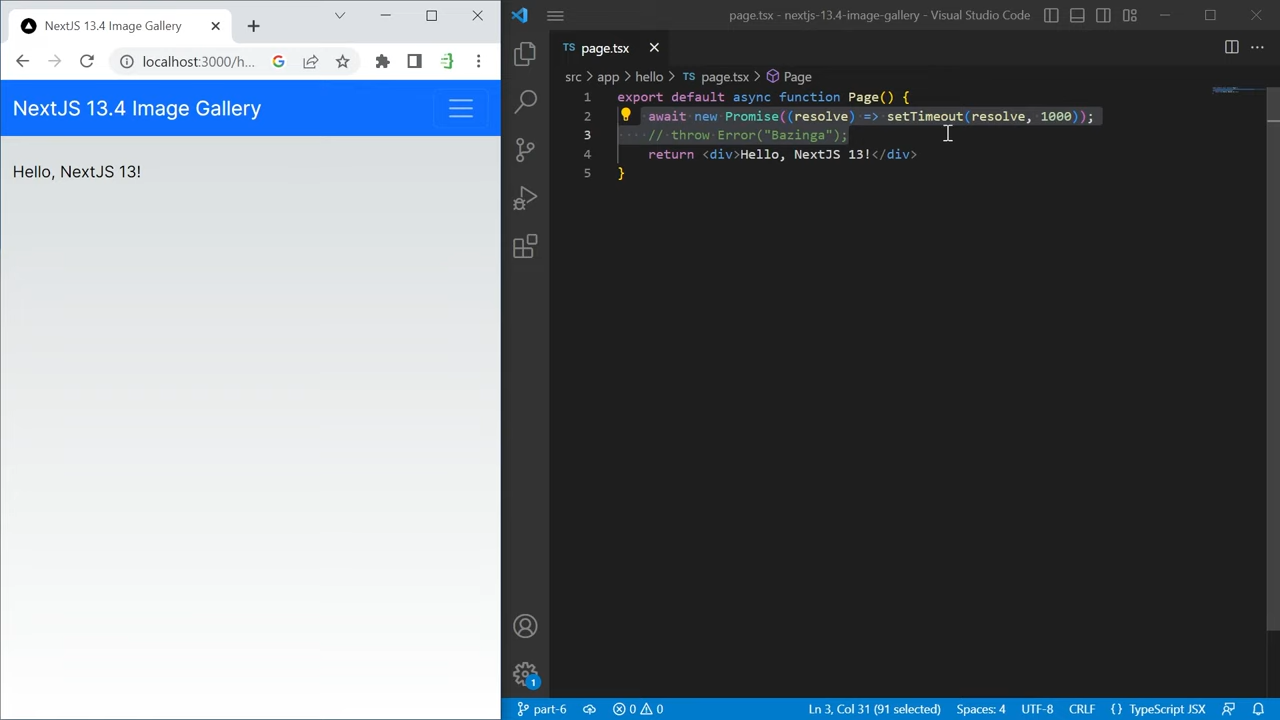 NextJS 13.4 Image Gallery
localhost:3000/h...
NextJS 13.4 Image Gallery
Hello, NextJS 13!
page.tsx - nextjs-13.4-image-gallery - Visual Studio Code
TS page.tsx
src > app > hello > TS page.tsx > Page
1 export default async function Page() {
2 await new Promise((resolve) => setTimeout(resolve, 1000));
3 // throw Error("Bazinga");
4 return <div>Hello, NextJS 13!</div>
5 }
1
part-6 0 0 Ln 3, Col 31 (91 selected) Spaces: 4 UTF-8 CRLF {} TypeScript JSX